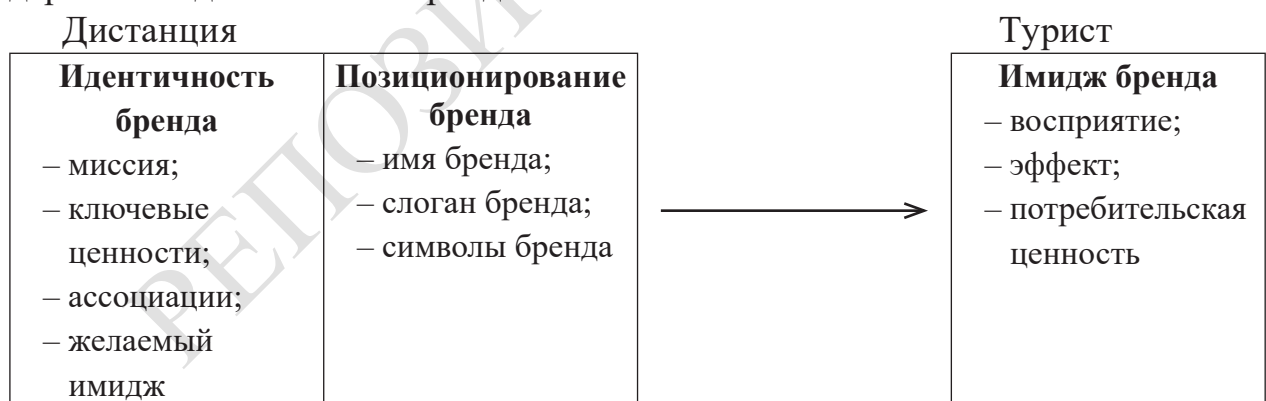 Дистанция
Турист
Идентичность
бренда
– миссия;
– ключевые
ценности;
– ассоциации;
– желаемый
имидж
Позиционирование
бренда
– имя бренда;
– слоган бренда;
– символы бренда
Имидж бренда
– восприятие;
– эффект;
– потребительская
ценность
РЕПОЗИ